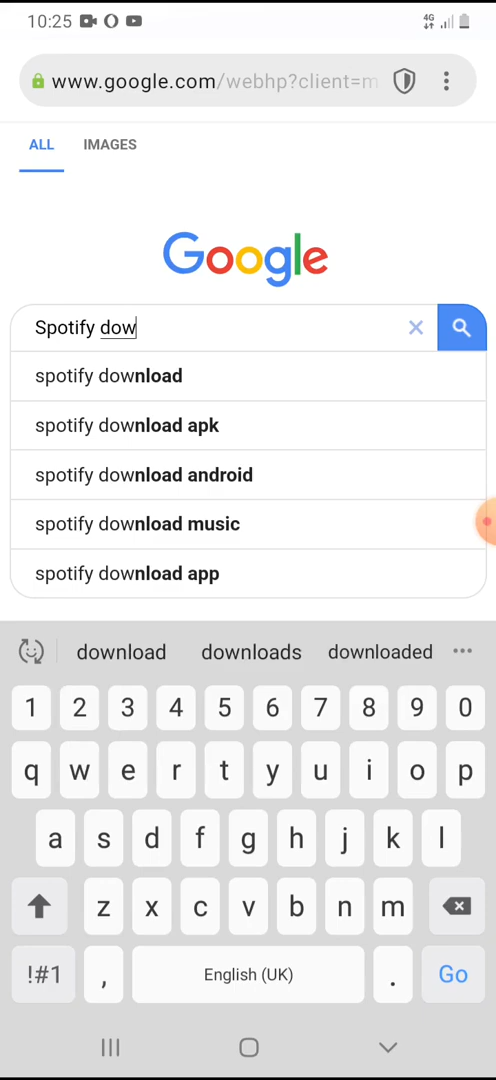 10:25 4G
www.google.com/webhp?client=m
ALL IMAGES
Google
Spotify dow
spotify download
spotify download apk
spotify download android
spotify download music
spotify download app
download downloads downloaded
1 2 3 4 5 6 7 8 9 0
q w e r t y u i o p
a s d f g h j k l
z x c v b n m
!#1 , English (UK) . Go